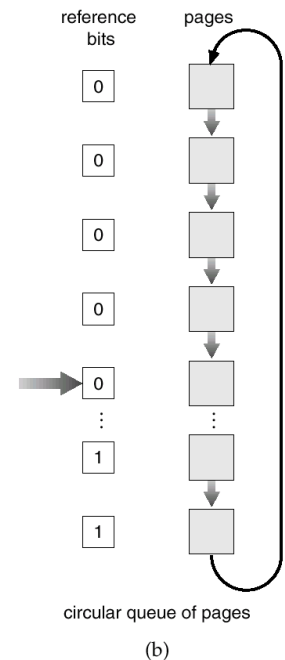 reference bits
pages
0
0
0
0
0
⋮
⋮
1
1
circular queue of pages
(b)